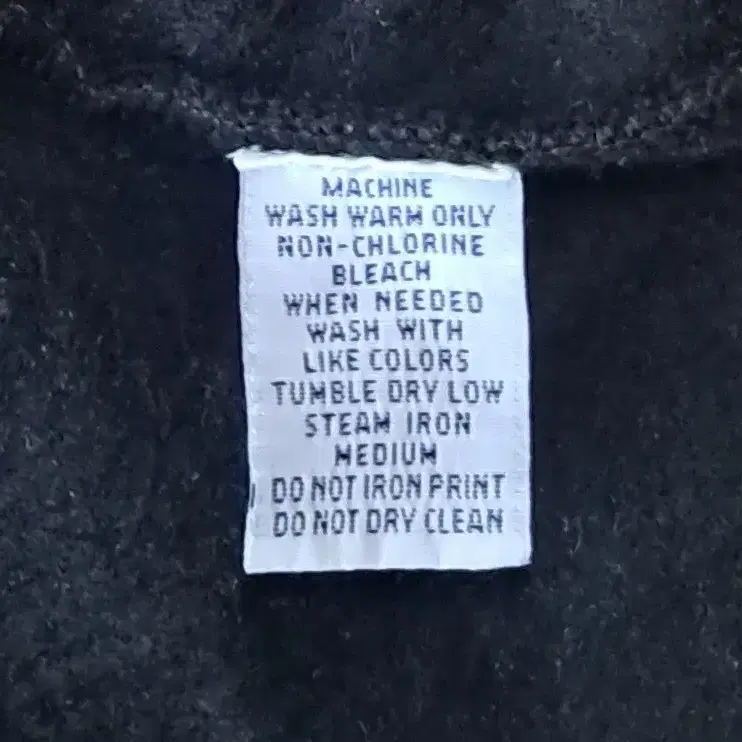 MACHINE
WASH WARM ONLY
NON-CHLORINE
BLEACH
WHEN NEEDED
WASH WITH
LIKE COLORS
TUMBLE DRY LOW
STEAM IRON
MEDIUM
DO NOT IRON PRINT
DO NOT DRY CLEAN